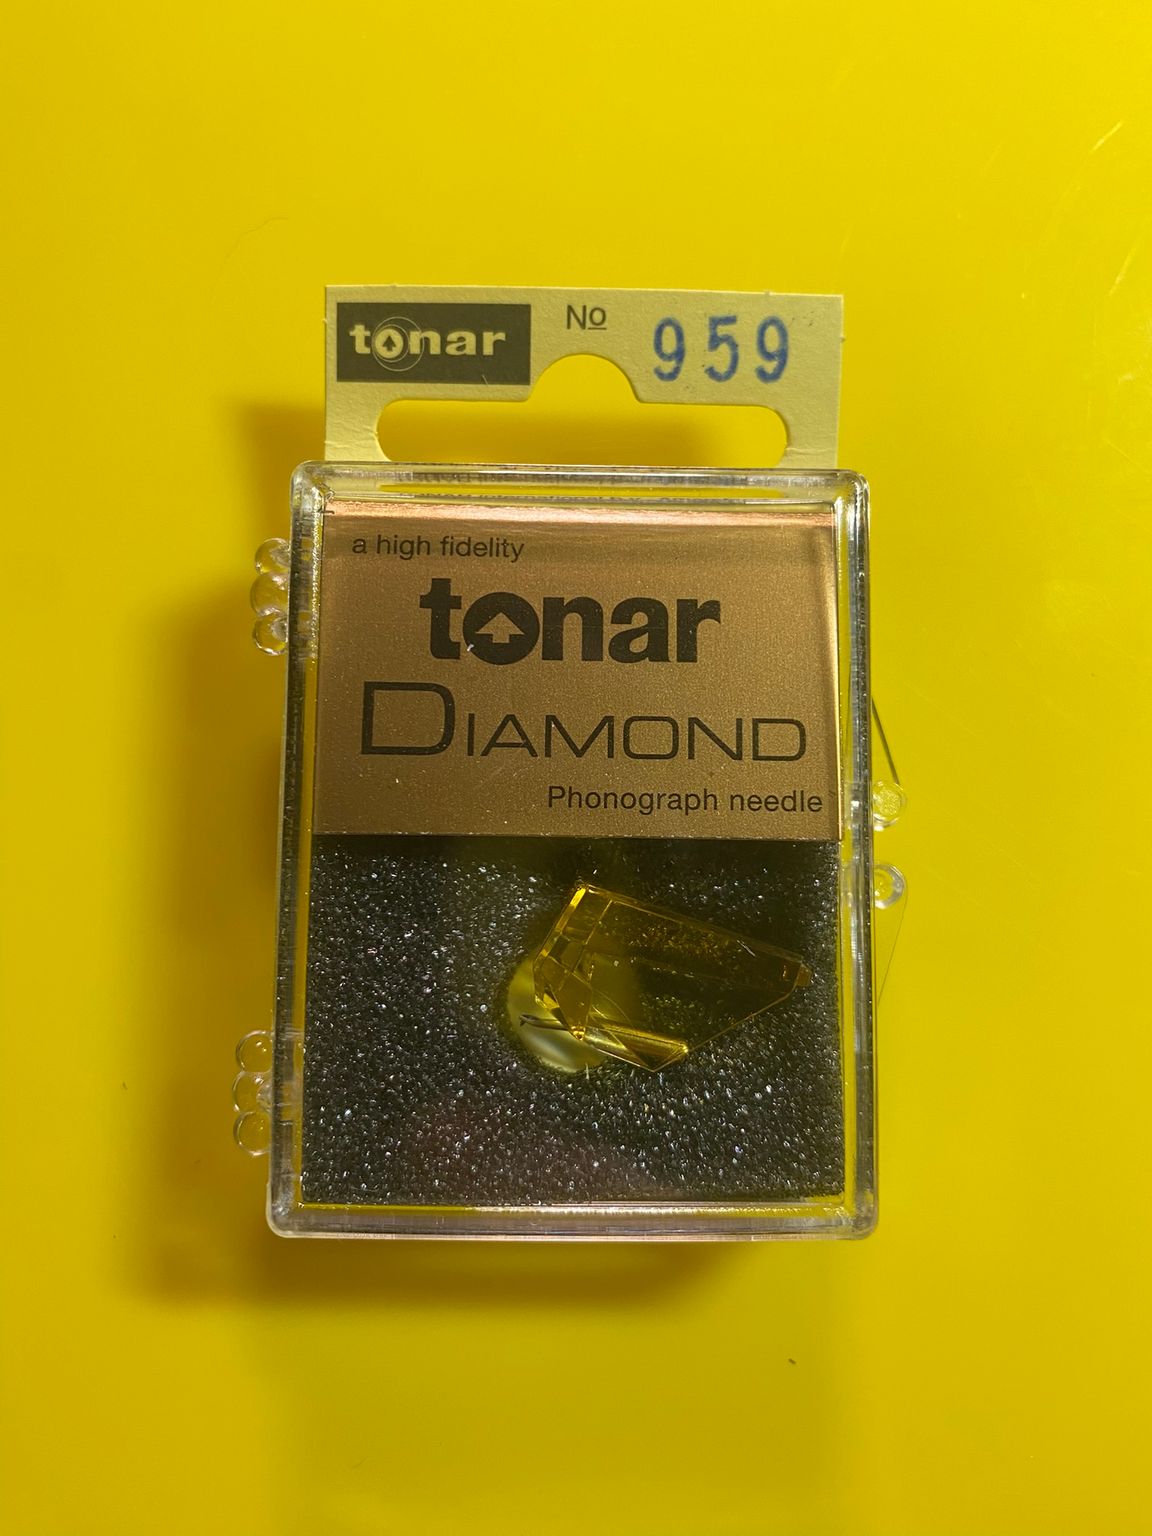 tonar
Nº
959
a high fidelity
tonar
DIAMOND
Phonograph needle